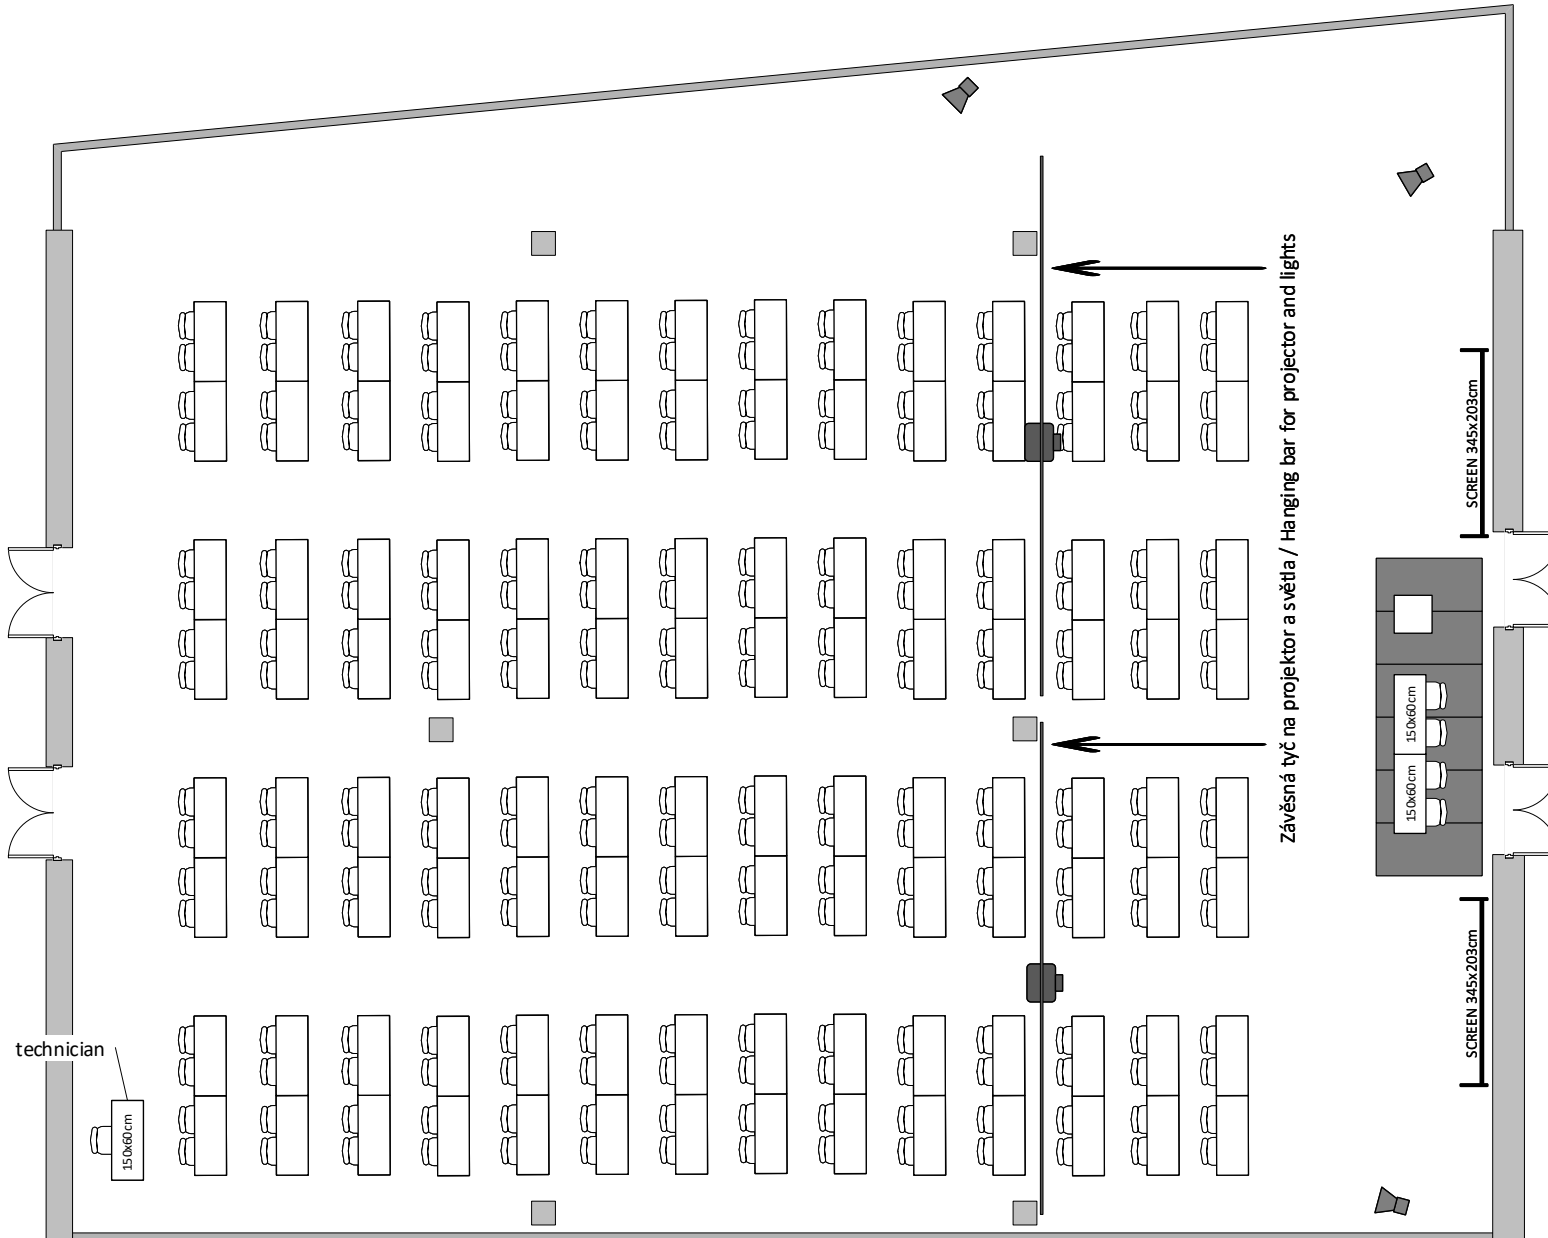 Závěsná tyč na projektor a světla / Hanging bar for projector and lights
SCREEN 345x203cm
150x60cm
150x60cm
SCREEN 345x203cm
technician
150x60cm